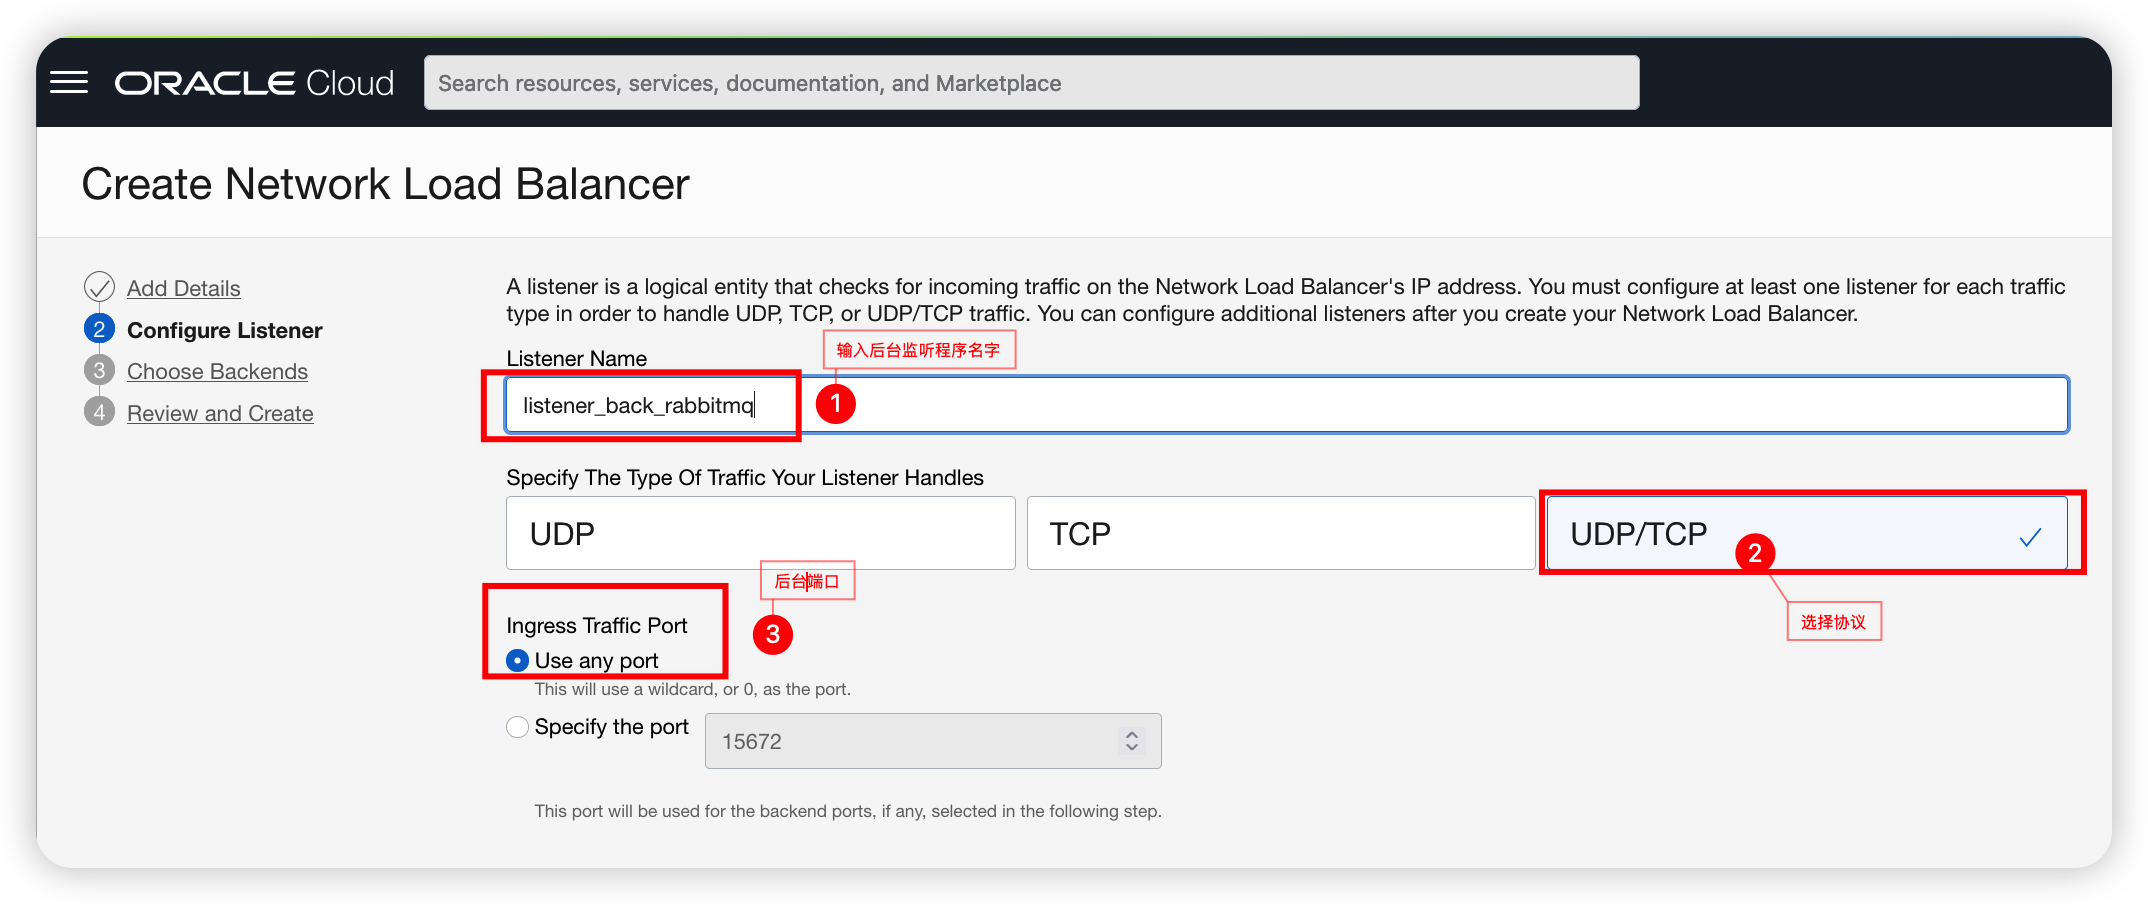 ORACLE Cloud
Search resources, services, documentation, and Marketplace
Create Network Load Balancer
Add Details
2 Configure Listener
3 Choose Backends
4 Review and Create
A listener is a logical entity that checks for incoming traffic on the Network Load Balancer's IP address. You must configure at least one listener for each traffic
type in order to handle UDP, TCP, or UDP/TCP traffic. You can configure additional listeners after you create your Network Load Balancer.
Listener Name
输入后台监听程序名字
listener_back_rabbitmq
1
Specify The Type Of Traffic Your Listener Handles
UDP
TCP
UDP/TCP
2
后台端口
选择协议
Ingress Traffic Port
3
Use any port
This will use a wildcard, or 0, as the port.
Specify the port
15672
This port will be used for the backend ports, if any, selected in the following step.